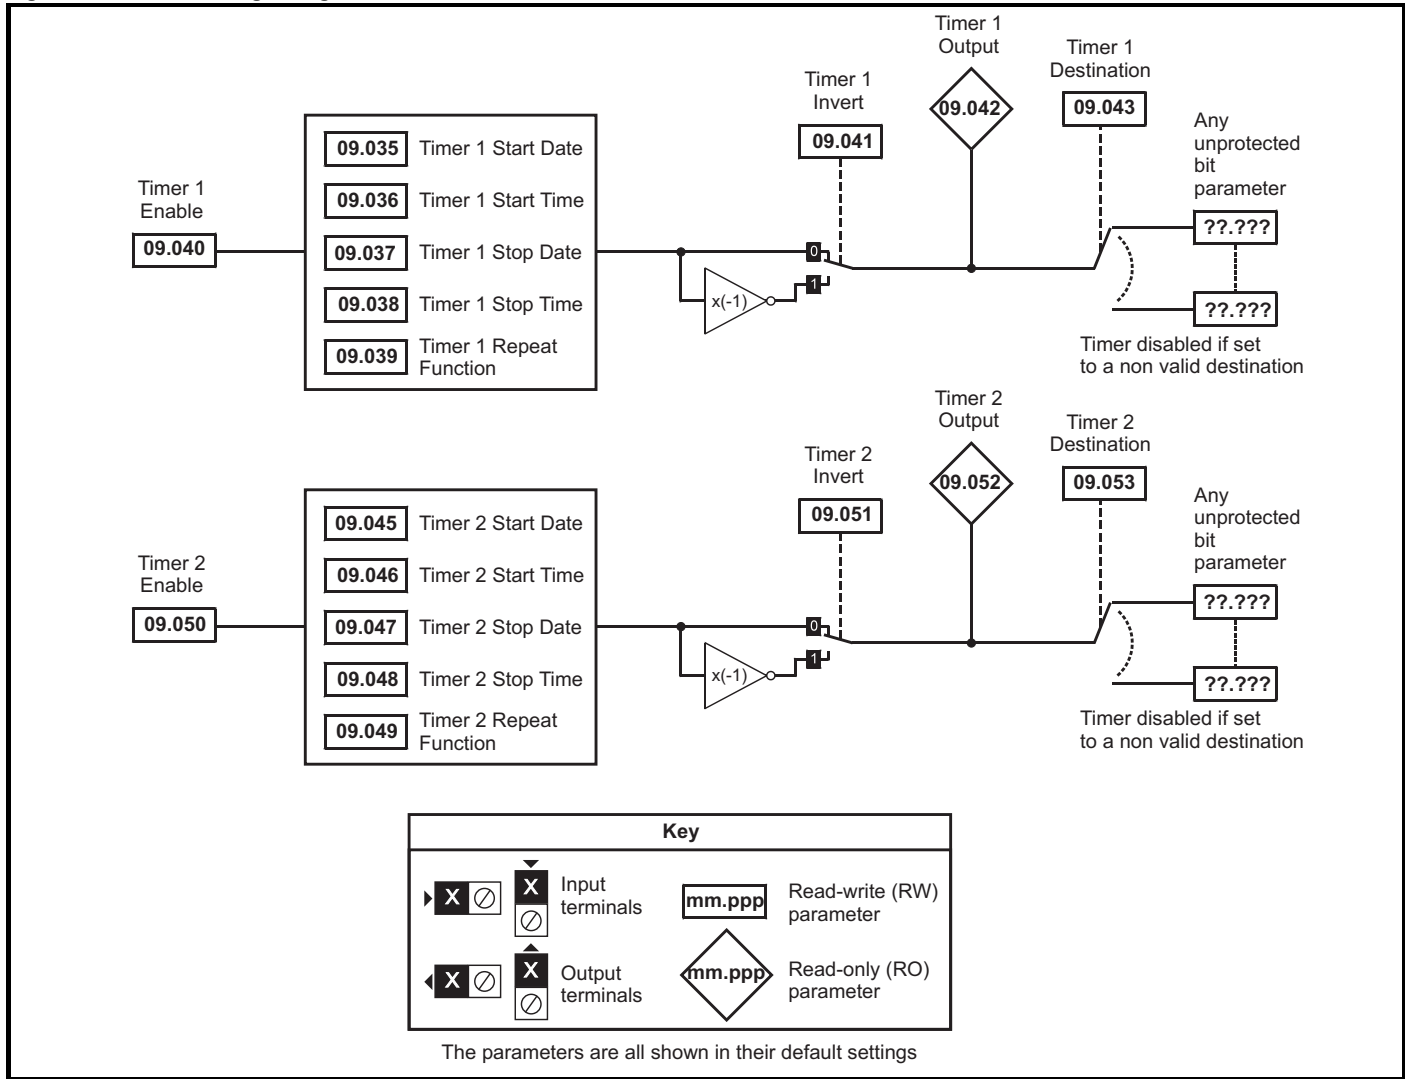 Timer 1
Output
Timer 1
Destination
Timer 1
Invert
09.042
09.043
09.041
Any
unprotected
bit
parameter
09.035 Timer 1 Start Date
09.036 Timer 1 Start Time
Timer 1
Enable
09.040
09.037 Timer 1 Stop Date
09.038 Timer 1 Stop Time
09.039 Timer 1 Repeat
Function
0
1
x(-1)
??.???
??.???
Timer disabled if set
to a non valid destination
Timer 2
Output
Timer 2
Destination
Timer 2
Invert
09.052
09.053
09.051
Any
unprotected
bit
parameter
09.045 Timer 2 Start Date
09.046 Timer 2 Start Time
Timer 2
Enable
09.050
09.047 Timer 2 Stop Date
09.048 Timer 2 Stop Time
09.049 Timer 2 Repeat
Function
0
1
x(-1)
??.???
??.???
Timer disabled if set
to a non valid destination
Key
X X Input
terminals
mm.ppp Read-write (RW)
parameter
X X Output
terminals
mm.ppp Read-only (RO)
parameter
The parameters are all shown in their default settings